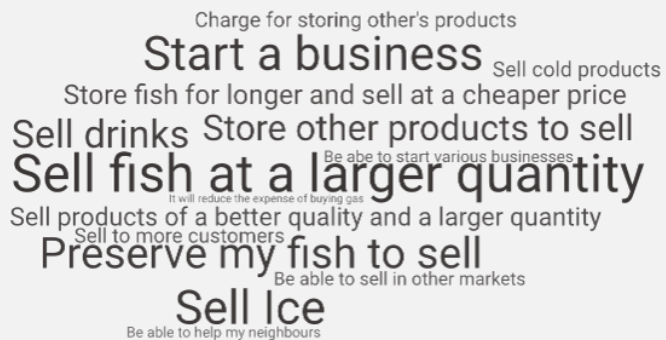 Charge for storing other's products
Start a business
Sell cold products
Store fish for longer and sell at a cheaper price
Sell drinks
Store other products to sell
Be abe to start various businesses
Sell fish at a larger quantity
It will reduce the expense of buying gas
Sell products of a better quality and a larger quantity
Sell to more customers
Preserve my fish to sell
Be able to sell in other markets
Sell Ice
Be able to help my neighbours